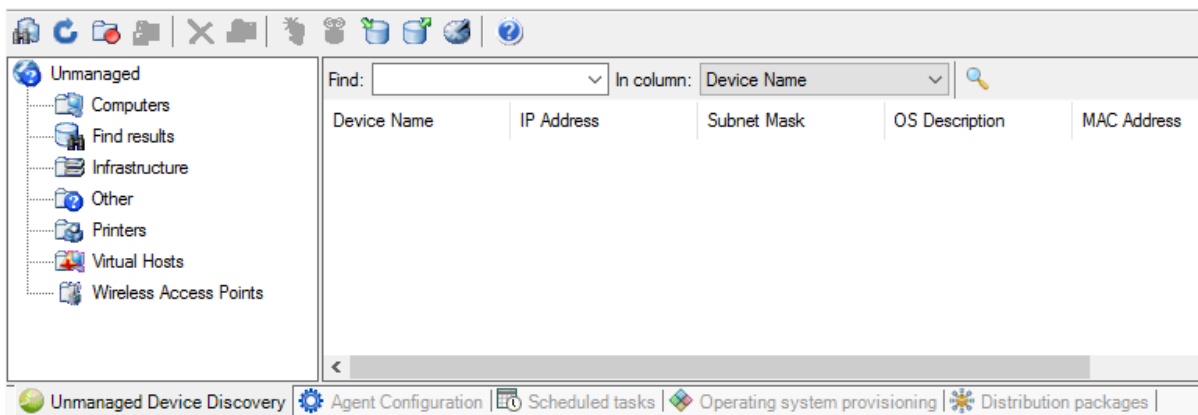 Unmanaged
Computers
Find results
Infrastructure
Other
Printers
Virtual Hosts
Wireless Access Points
Find: In column: Device Name
Device Name IP Address Subnet Mask OS Description MAC Address
Unmanaged Device Discovery Agent Configuration Scheduled tasks Operating system provisioning Distribution packages